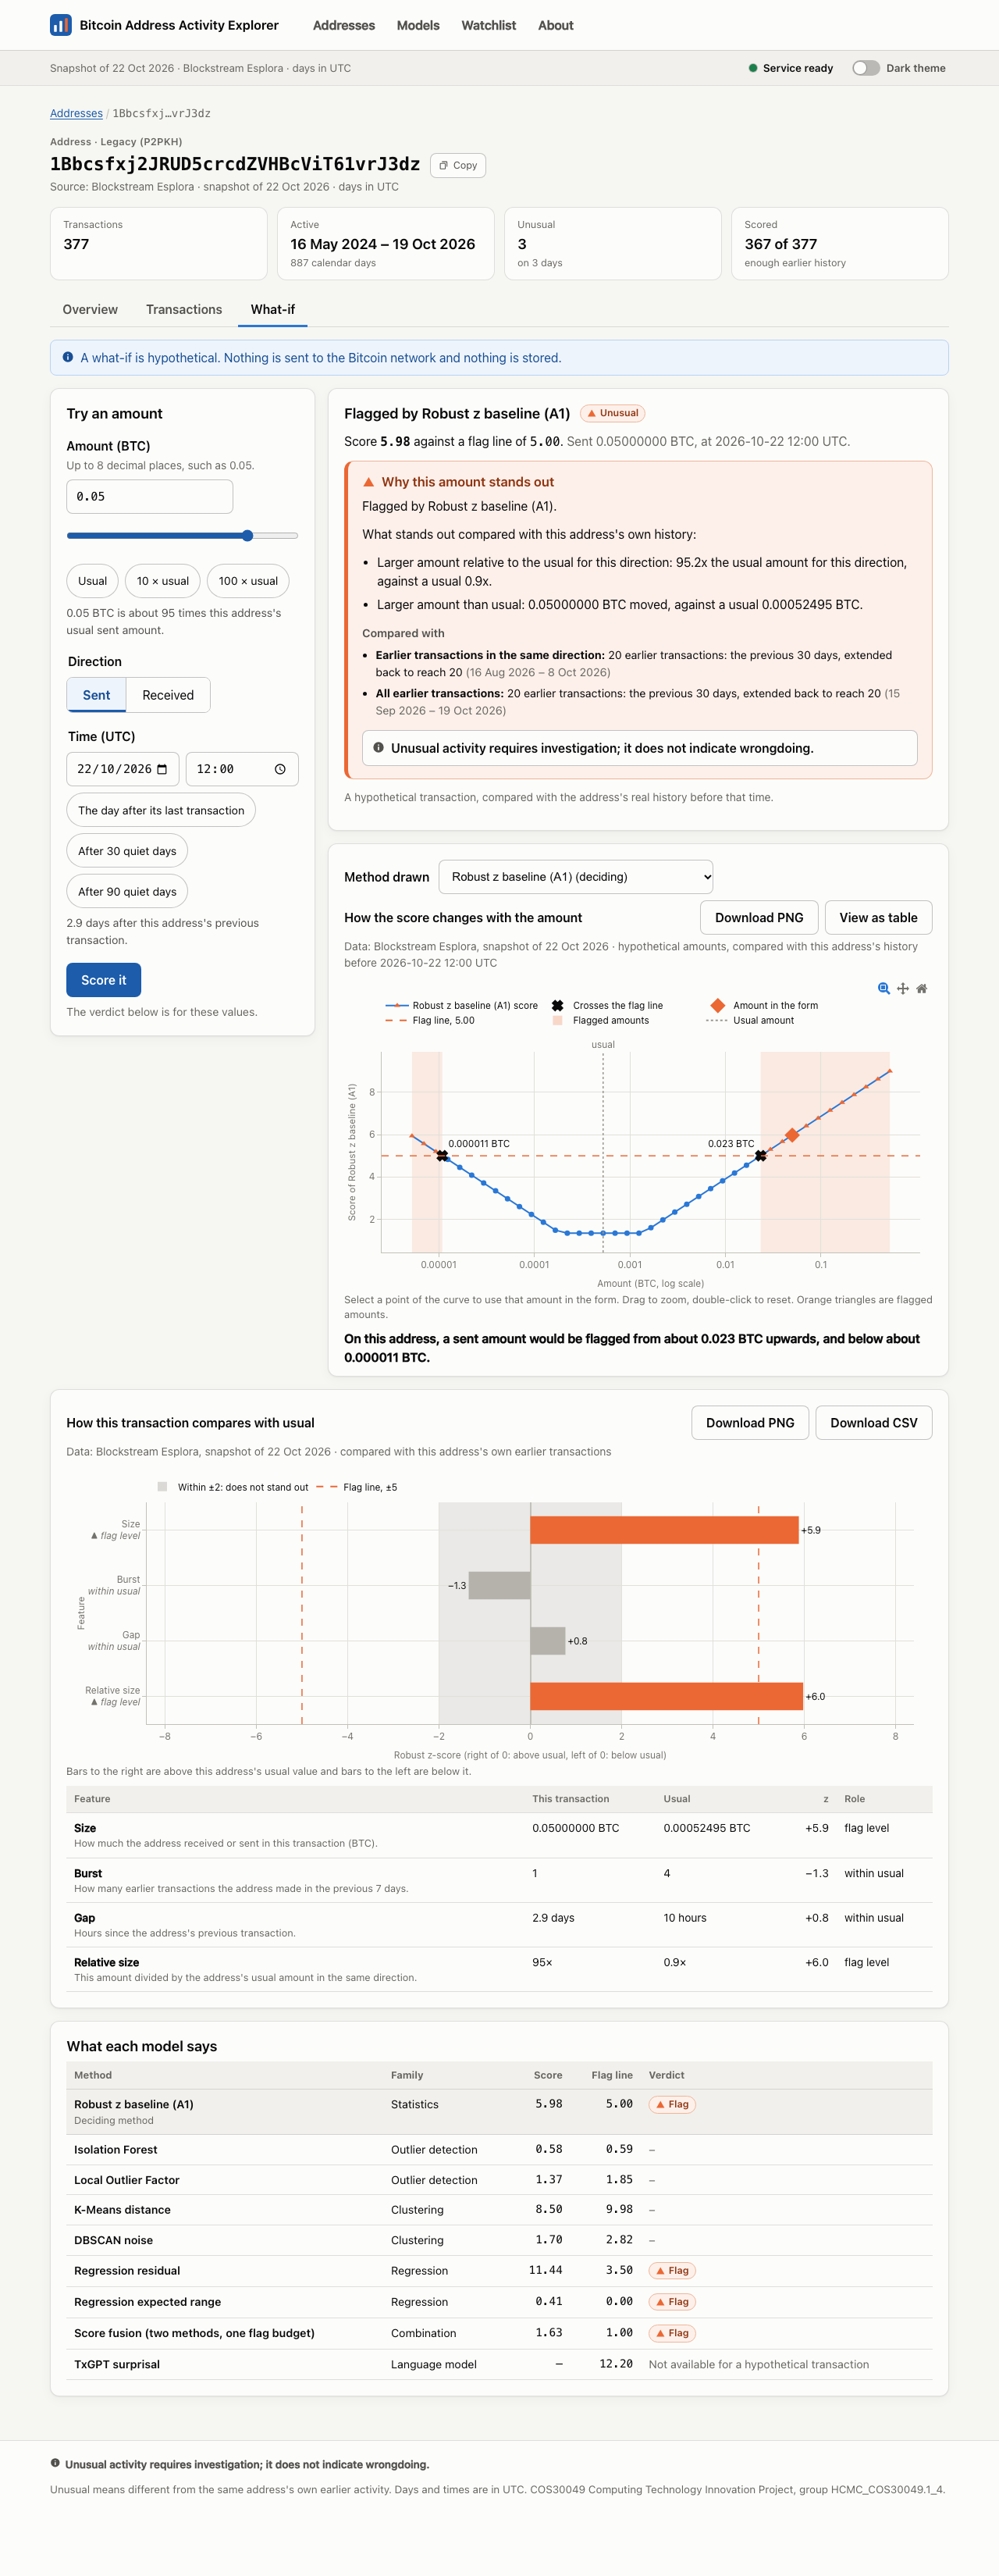 Bitcoin Address Activity Explorer
Addresses
Models
Watchlist
About
Snapshot of 22 Oct 2026 · Blockstream Esplora · days in UTC
Service ready
Dark theme
Addresses / 1Bbcsfxj…vrJ3dz
Address · Legacy (P2PKH)
1Bbcsfxj2JRUD5crcdZVHBcViT61vrJ3dz
Copy
Source: Blockstream Esplora · snapshot of 22 Oct 2026 · days in UTC
Transactions
377
Active
16 May 2024 – 19 Oct 2026
887 calendar days
Unusual
3
on 3 days
Scored
367 of 377
enough earlier history
Overview
Transactions
What-if
A what-if is hypothetical. Nothing is sent to the Bitcoin network and nothing is stored.
Try an amount
Amount (BTC)
Up to 8 decimal places, such as 0.05.
0.05
Usual
10 × usual
100 × usual
0.05 BTC is about 95 times this address's
usual sent amount.
Direction
Sent
Received
Time (UTC)
22/10/2026
12:00
The day after its last transaction
After 30 quiet days
After 90 quiet days
2.9 days after this address's previous
transaction.
Score it
The verdict below is for these values.
Flagged by Robust z baseline (A1)
Unusual
Score 5.98 against a flag line of 5.00. Sent 0.05000000 BTC, at 2026-10-22 12:00 UTC.
Why this amount stands out
Flagged by Robust z baseline (A1).
What stands out compared with this address's own history:
• Larger amount relative to the usual for this direction: 95.2x the usual amount for this direction,
against a usual 0.9x.
• Larger amount than usual: 0.05000000 BTC moved, against a usual 0.00052495 BTC.
Compared with
• Earlier transactions in the same direction: 20 earlier transactions: the previous 30 days, extended
back to reach 20 (16 Aug 2026 – 8 Oct 2026)
• All earlier transactions: 20 earlier transactions: the previous 30 days, extended back to reach 20 (15
Sep 2026 – 19 Oct 2026)
Unusual activity requires investigation; it does not indicate wrongdoing.
A hypothetical transaction, compared with the address's real history before that time.
Method drawn
Robust z baseline (A1) (deciding)
How the score changes with the amount
Download PNG
View as table
Data: Blockstream Esplora, snapshot of 22 Oct 2026 · hypothetical amounts, compared with this address's history
before 2026-10-22 12:00 UTC
Robust z baseline (A1) score
Crosses the flag line
Amount in the form
Flag line, 5.00
Flagged amounts
Usual amount
usual
Score of Robust z baseline (A1)
8
6
4
2
0.000011 BTC
0.023 BTC
0.00001
0.0001
0.001
0.01
0.1
Amount (BTC, log scale)
Select a point of the curve to use that amount in the form. Drag to zoom, double-click to reset. Orange triangles are flagged
amounts.
On this address, a sent amount would be flagged from about 0.023 BTC upwards, and below about
0.000011 BTC.
How this transaction compares with usual
Download PNG
Download CSV
Data: Blockstream Esplora, snapshot of 22 Oct 2026 · compared with this address's own earlier transactions
Within ±2: does not stand out
Flag line, ±5
Feature
Size
▲ flag level
+5.9
Burst
within usual
−1.3
Gap
within usual
+0.8
Relative size
▲ flag level
+6.0
−8
−6
−4
−2
0
2
4
6
8
Robust z-score (right of 0: above usual, left of 0: below usual)
Bars to the right are above this address's usual value and bars to the left are below it.
Feature This transaction Usual z Role
Size 0.05000000 BTC 0.00052495 BTC +5.9 flag level
How much the address received or sent in this transaction (BTC).
Burst 1 4 −1.3 within usual
How many earlier transactions the address made in the previous 7 days.
Gap 2.9 days 10 hours +0.8 within usual
Hours since the address's previous transaction.
Relative size 95× 0.9× +6.0 flag level
This amount divided by the address's usual amount in the same direction.
What each model says
Method Family Score Flag line Verdict
Robust z baseline (A1) Statistics 5.98 5.00 ▲ Flag
Deciding method
Isolation Forest Outlier detection 0.58 0.59 –
Local Outlier Factor Outlier detection 1.37 1.85 –
K-Means distance Clustering 8.50 9.98 –
DBSCAN noise Clustering 1.70 2.82 –
Regression residual Regression 11.44 3.50 ▲ Flag
Regression expected range Regression 0.41 0.00 ▲ Flag
Score fusion (two methods, one flag budget) Combination 1.63 1.00 ▲ Flag
TxGPT surprisal Language model – 12.20 Not available for a hypothetical transaction
Unusual activity requires investigation; it does not indicate wrongdoing.
Unusual means different from the same address's own earlier activity. Days and times are in UTC. COS30049 Computing Technology Innovation Project, group HCMC_COS30049.1_4.